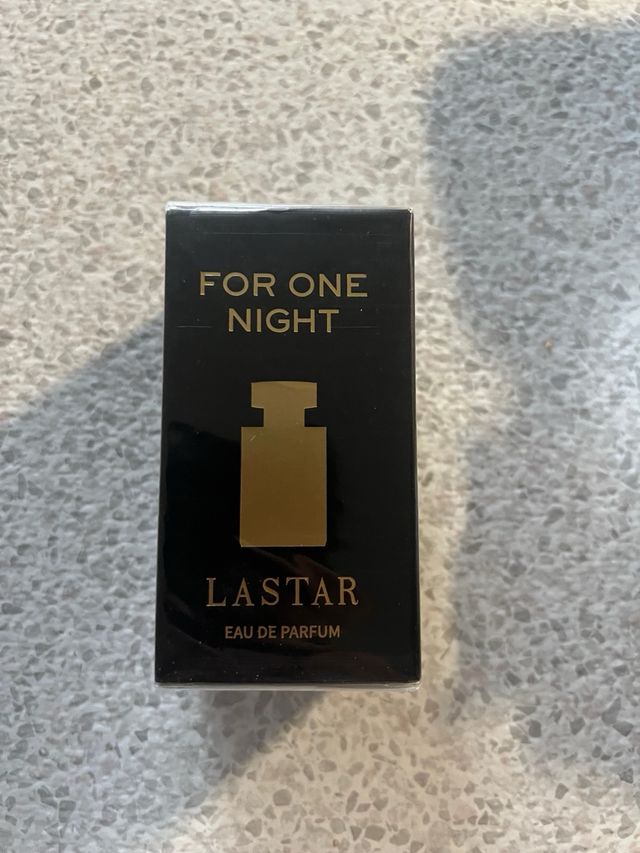 FOR ONE
NIGHT
LASTAR
EAU DE PARFUM